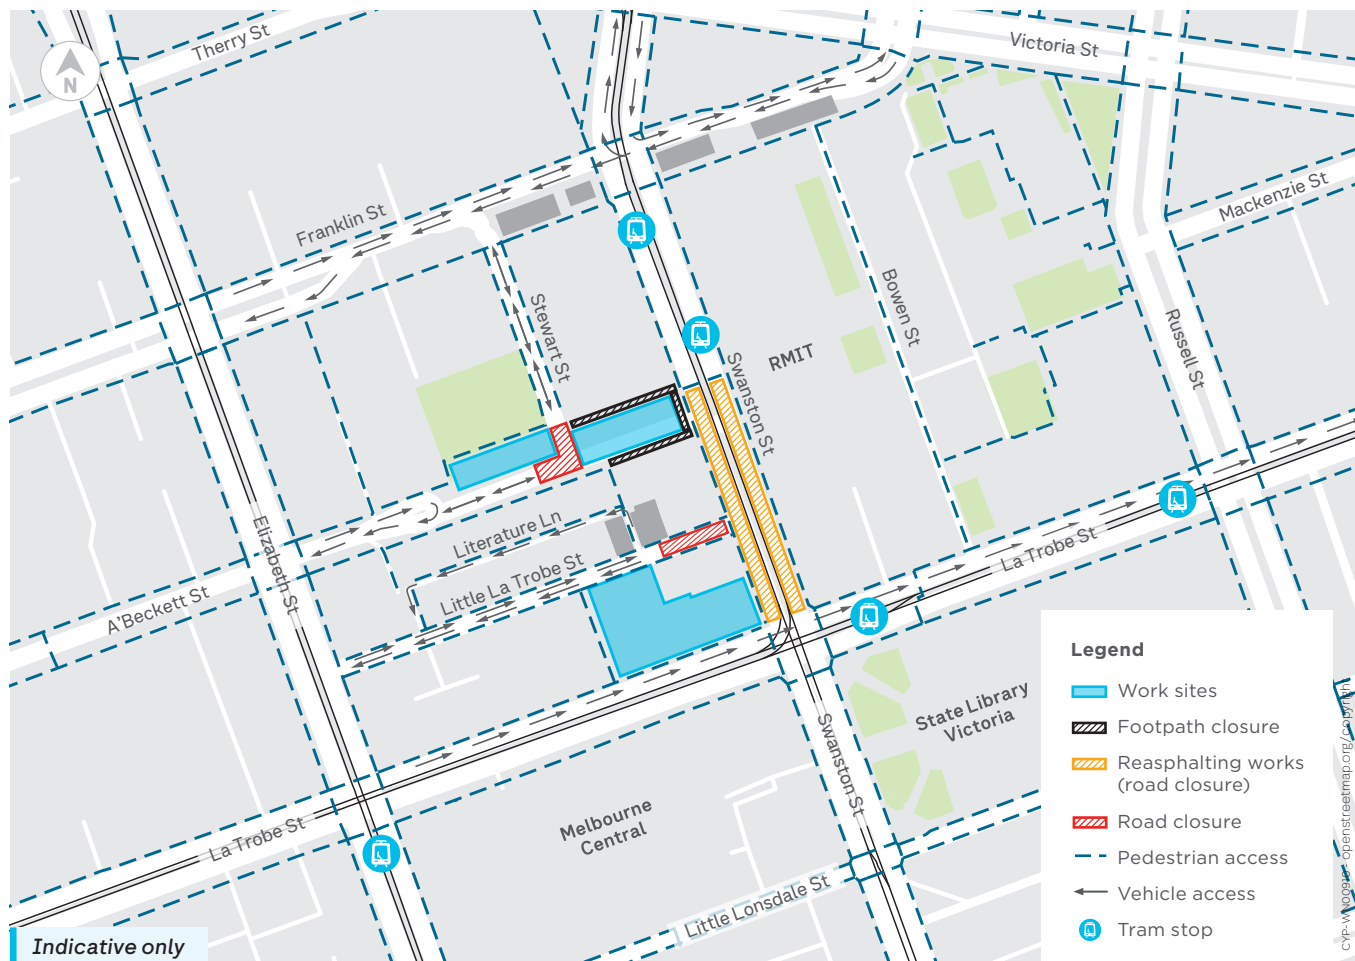 Therry St
Victoria St
N
Mackenzie St
Franklin St
Stewart St
Bowen St
RMIT
Swanston St
Russell St
Literature Ln
Little La Trobe St
La Trobe St
Elizabeth St
A'Beckett St
State Library
Victoria
Swanston St
Melbourne
Central
La Trobe St
Little Lonsdale St
Legend
Work sites
Footpath closure
Reasphalting works
(road closure)
Road closure
Pedestrian access
Vehicle access
Tram stop
Indicative only